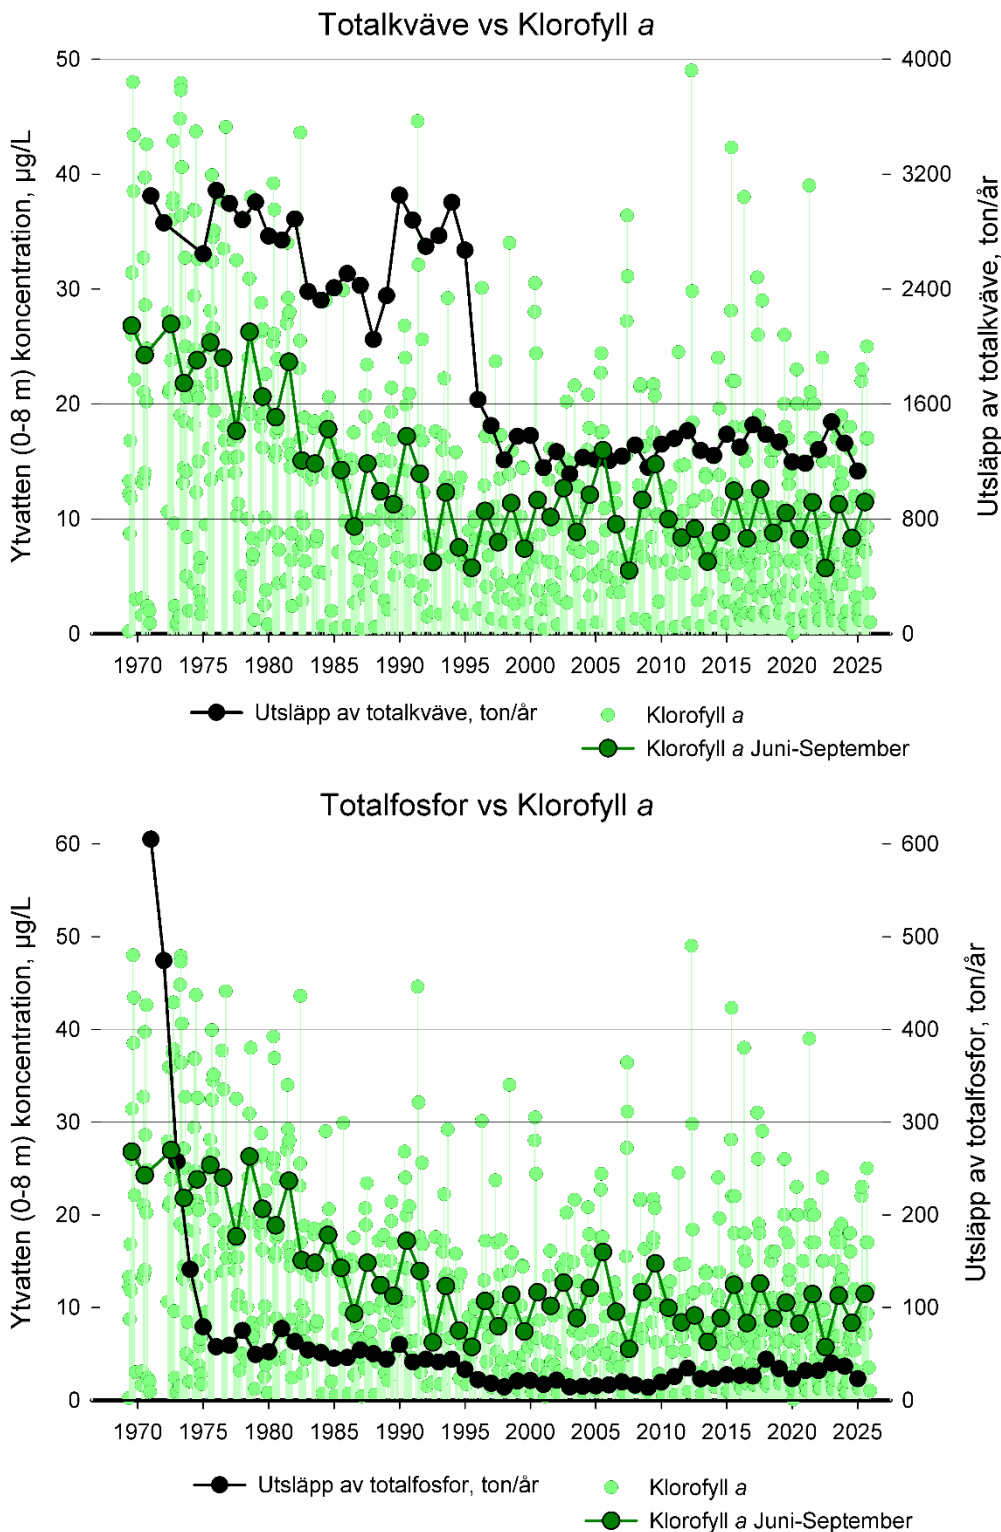 Totalkväve vs Klorofyll a
Ytvatten (0-8 m) koncentration, µg/L
50
40
30
20
10
0
4000
3200
2400
1600
800
0
Utsläpp av totalkväve, ton/år
1970 1975 1980 1985 1990 1995 2000 2005 2010 2015 2020 2025
Utsläpp av totalkväve, ton/år
Klorofyll a
Klorofyll a Juni-September
Totalfosfor vs Klorofyll a
Ytvatten (0-8 m) koncentration, µg/L
60
50
40
30
20
10
0
600
500
400
300
200
100
0
Utsläpp av totalfosfor, ton/år
1970 1975 1980 1985 1990 1995 2000 2005 2010 2015 2020 2025
Utsläpp av totalfosfor, ton/år
Klorofyll a
Klorofyll a Juni-September